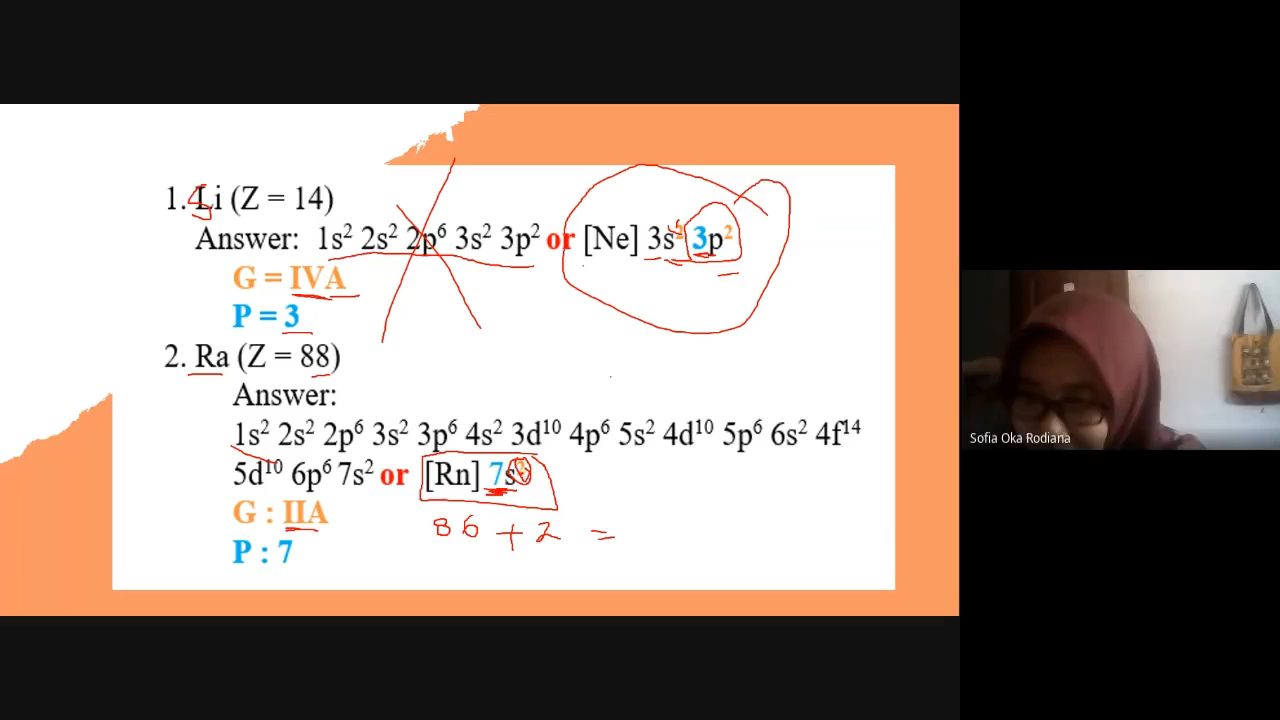 1. Li (Z = 14)
S
Answer: 1s² 2s² 2p⁶ 3s² 3p² or [Ne] 3s² 3p²
G = IVA
P = 3
2. Ra (Z = 88)
Answer:
1s² 2s² 2p⁶ 3s² 3p⁶ 4s² 3d¹⁰ 4p⁶ 5s² 4d¹⁰ 5p⁶ 6s² 4f¹⁴
5d¹⁰ 6p⁶ 7s² or [Rn] 7s²
G : IIA
86 + 2 =
P : 7
Sofia Oka Rodiana